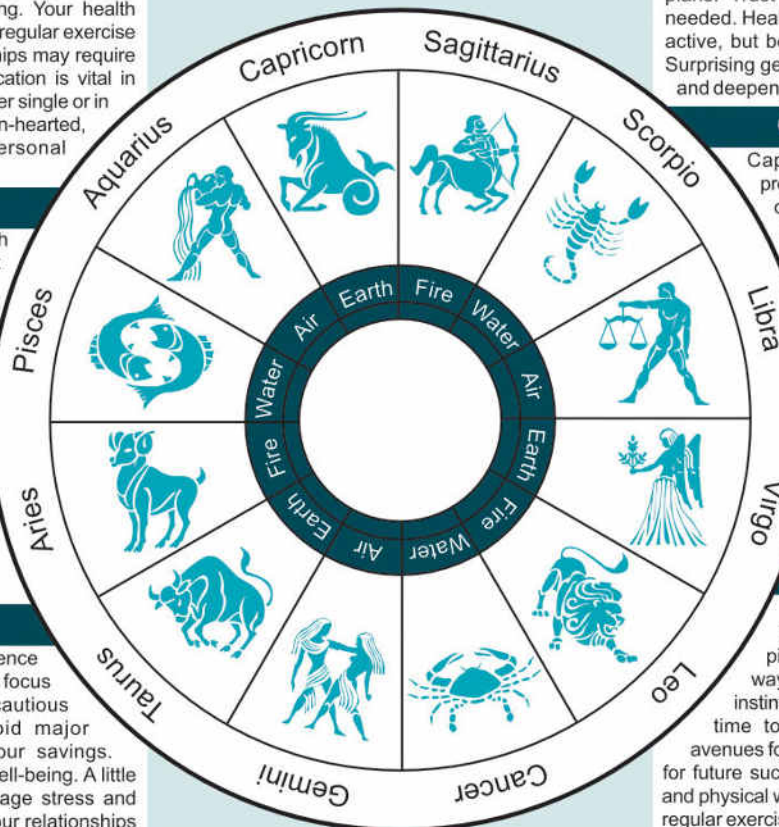 ng. Your health
regular exercise
hips may require
cation is vital in
er single or in
n-hearted,
ersonal
needed. Hea
active, but be
Surprising ge
and deepen
Cap
pr
Capricorn
Sagittarius
Scorpio
Libra
Virgo
Leo
Cancer
Gemini
Taurus
Aries
Pisces
Aquarius
Earth
Fire
Water
Air
Earth
Fire
Water
Air
Earth
Fire
Water
Air
ence
focus
cautious
oid major
our savings.
ell-being. A little
age stress and
ur relationships
pi
way
instin
time to
avenues fo
for future suc
and physical w
regular exerci